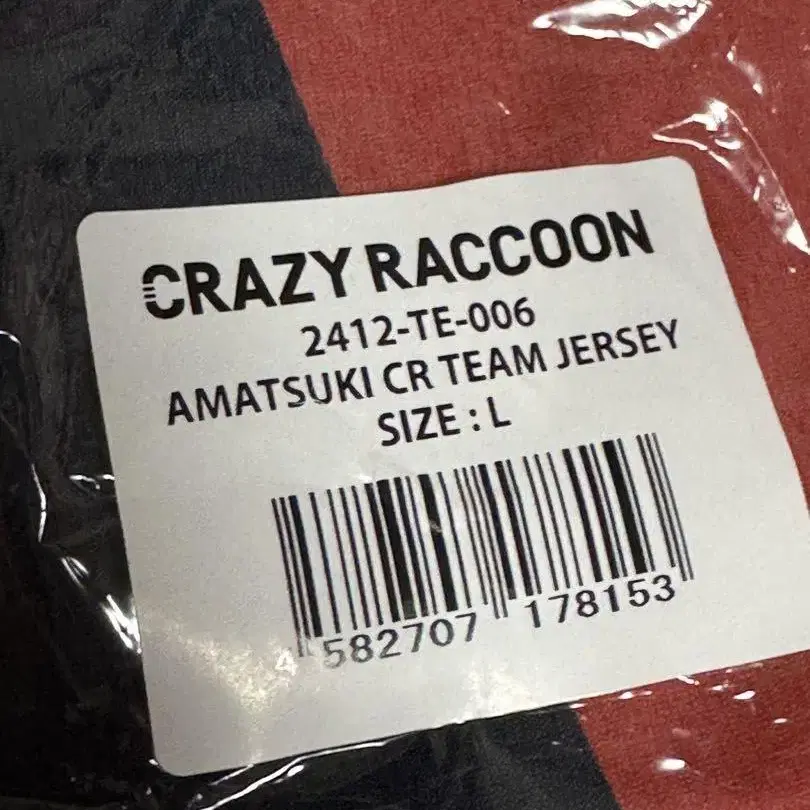 CRAZY RACCOON
2412-TE-006
AMATSUKI CR TEAM JERSEY
SIZE : L
4 582707 178153